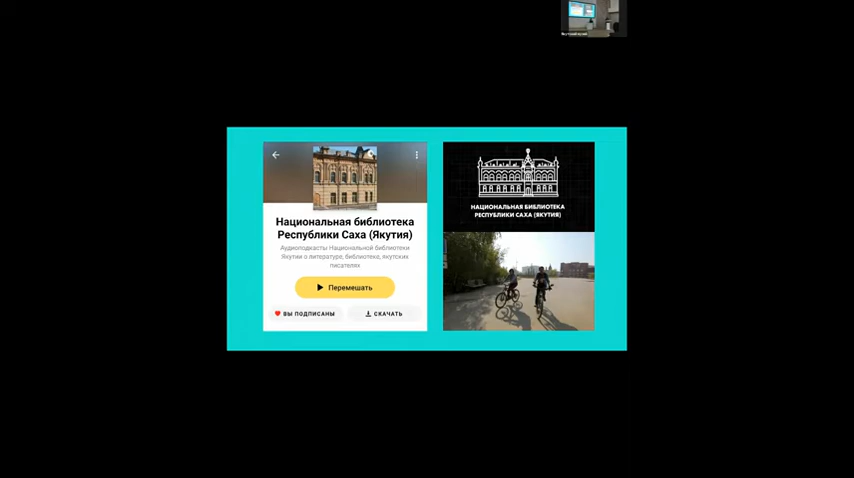 Национальная библиотека
Республики Саха (Якутия)
Аудиоподкасты Национальной библиотеки
Якутии о литературе, библиотеке, якутских
писателях
Перемешать
ВЫ ПОДПИСАНЫ
СКАЧАТЬ
НАЦИОНАЛЬНАЯ БИБЛИОТЕКА
РЕСПУБЛИКИ САХА (ЯКУТИЯ)